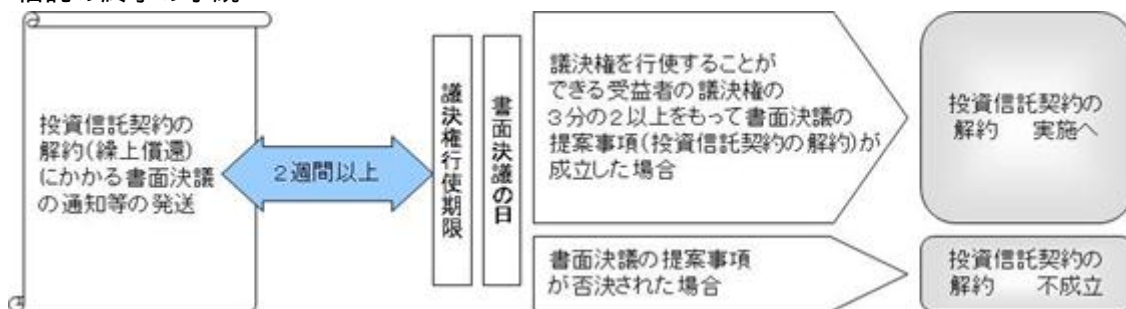 投資信託契約の
解約(繰上償還)
にかかる書面決議
の通知等の発送
2週間以上
議決権行使期限
書面決議の日
議決権を行使することが
できる受益者の議決権の
3分の2以上をもって書面決議の
提案事項(投資信託契約の解約)が
成立した場合
投資信託契約の
解約 実施へ
書面決議の提案事項
が否決された場合
投資信託契約の
解約 不成立